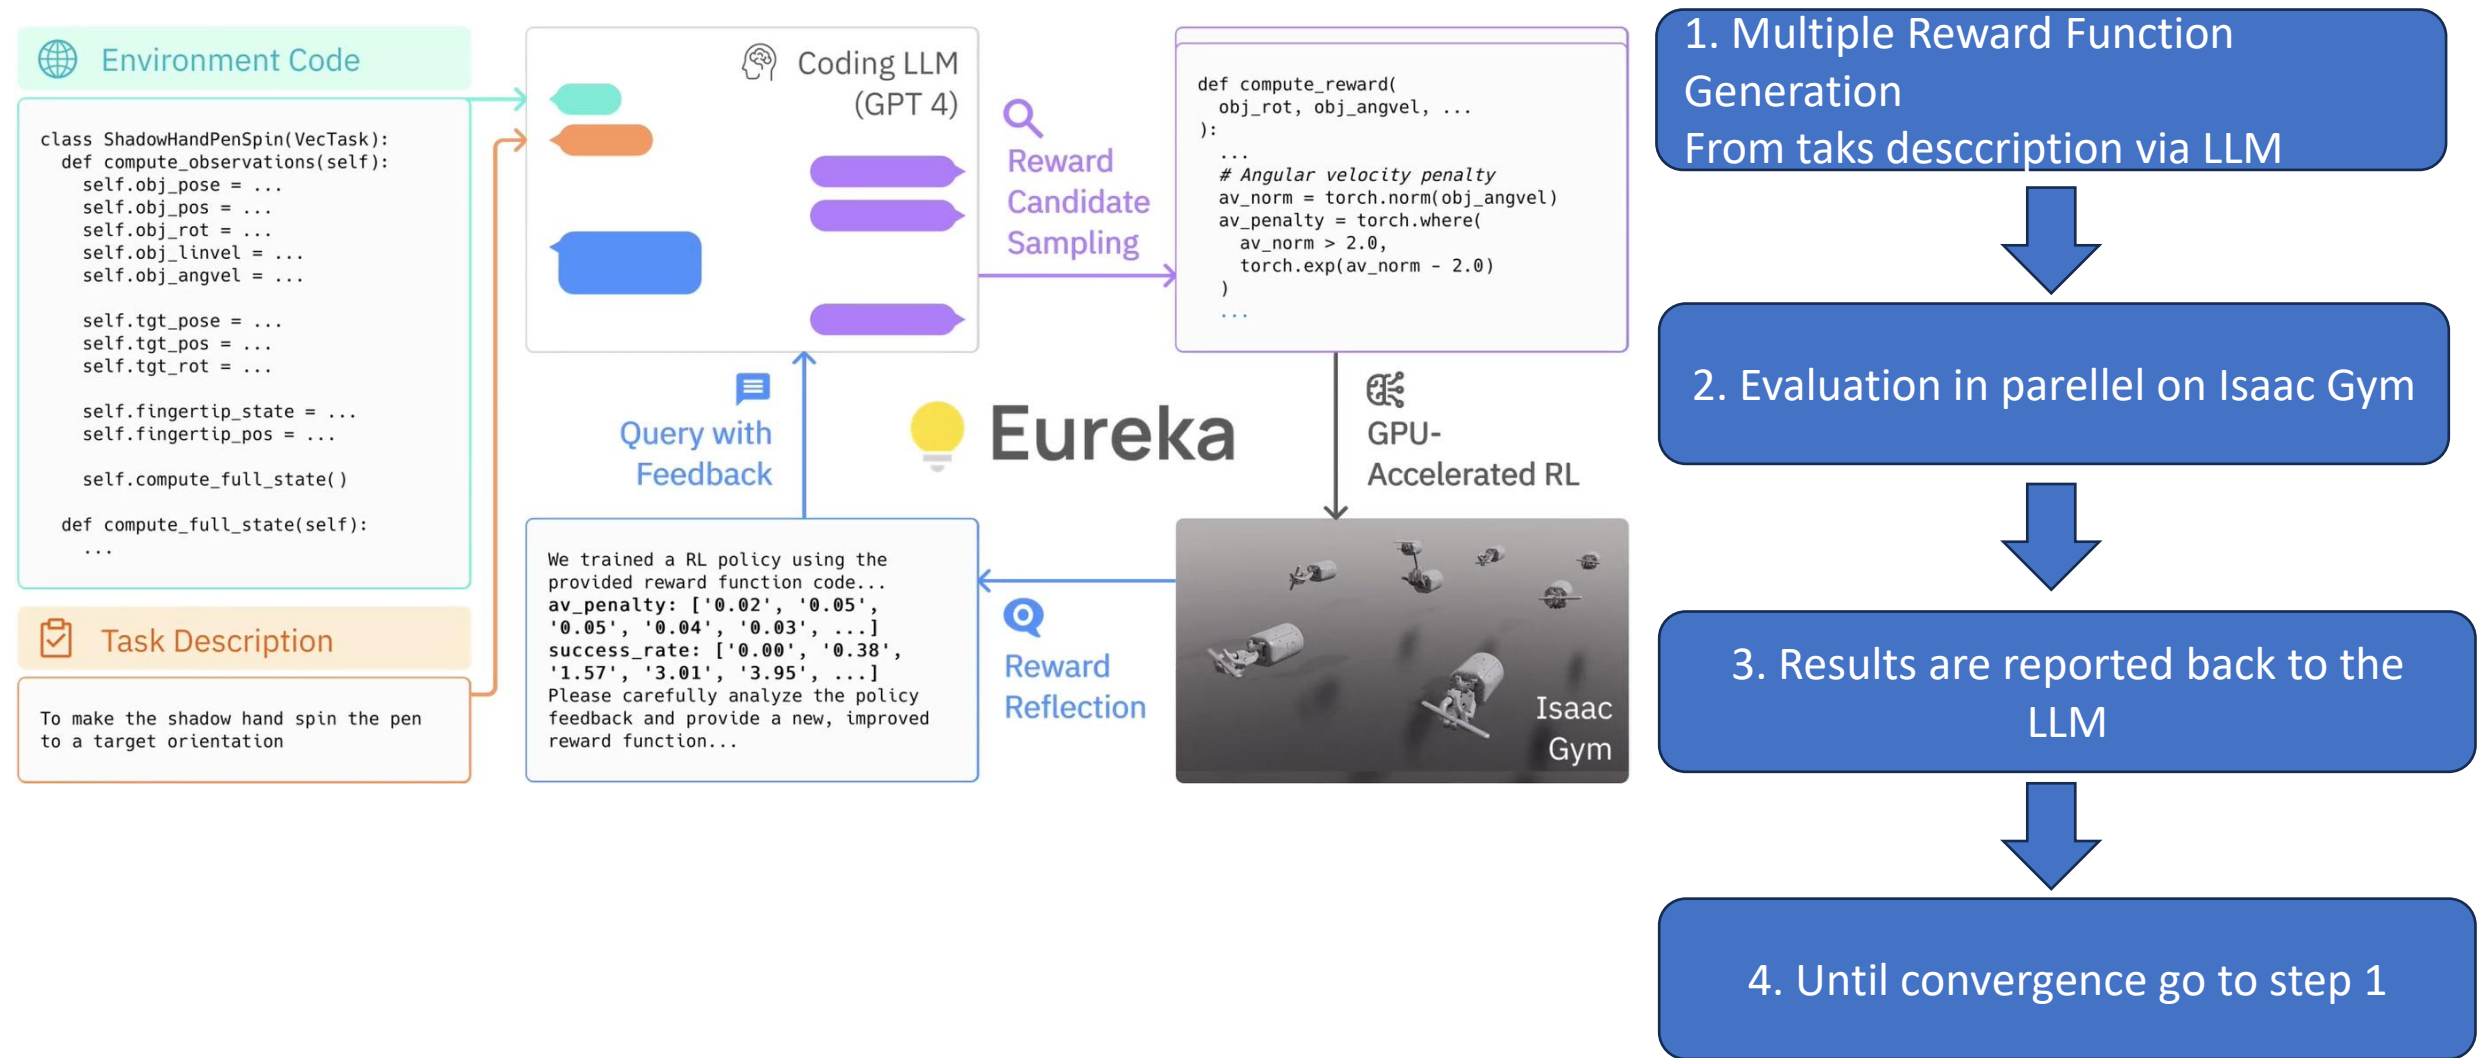 Environment Code
class ShadowHandPenSpin(VecTask):
def compute_observations(self):
self.obj_pose = ...
self.obj_pos = ...
self.obj_rot = ...
self.obj_linvel = ...
self.obj_angvel = ...
self.tgt_pose = ...
self.tgt_pos = ...
self.tgt_rot = ...
self.fingertip_state = ...
self.fingertip_pos = ...
self.compute_full_state()
def compute_full_state(self):
...
Task Description
To make the shadow hand spin the pen
to a target orientation
Coding LLM
(GPT 4)
Reward
Candidate
Sampling
def compute_reward(
obj_rot, obj_angvel, ...
):
...
# Angular velocity penalty
av_norm = torch.norm(obj_angvel)
av_penalty = torch.where(
av_norm > 2.0,
torch.exp(av_norm - 2.0)
)
...
Query with
Feedback
Eureka
GPU-
Accelerated RL
We trained a RL policy using the
provided reward function code...
av_penalty: ['0.02', '0.05',
'0.05', '0.04', '0.03', ...]
success_rate: ['0.00', '0.38',
'1.57', '3.01', '3.95', ...]
Please carefully analyze the policy
feedback and provide a new, improved
reward function...
Reward
Reflection
Isaac
Gym
1. Multiple Reward Function
Generation
From taks desccription via LLM
2. Evaluation in parellel on Isaac Gym
3. Results are reported back to the
LLM
4. Until convergence go to step 1